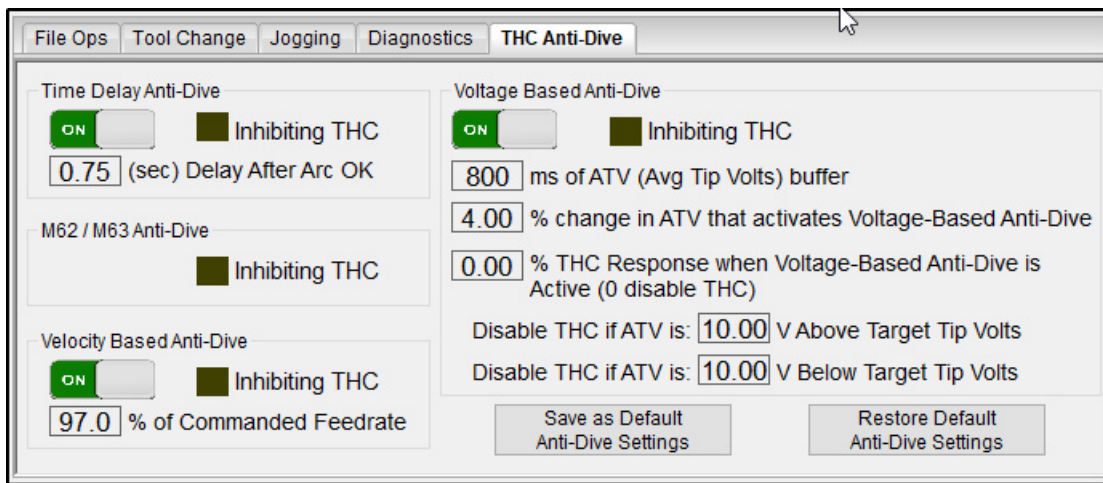 File Ops Tool Change Jogging Diagnostics THC Anti-Dive
Time Delay Anti-Dive
ON Inhibiting THC
0.75 (sec) Delay After Arc OK
M62 / M63 Anti-Dive
Inhibiting THC
Velocity Based Anti-Dive
ON Inhibiting THC
97.0 % of Commanded Feedrate
Voltage Based Anti-Dive
ON Inhibiting THC
800 ms of ATV (Avg Tip Volts) buffer
4.00 % change in ATV that activates Voltage-Based Anti-Dive
0.00 % THC Response when Voltage-Based Anti-Dive is
Active (0 disable THC)
Disable THC if ATV is: 10.00 V Above Target Tip Volts
Disable THC if ATV is: 10.00 V Below Target Tip Volts
Save as Default
Anti-Dive Settings
Restore Default
Anti-Dive Settings